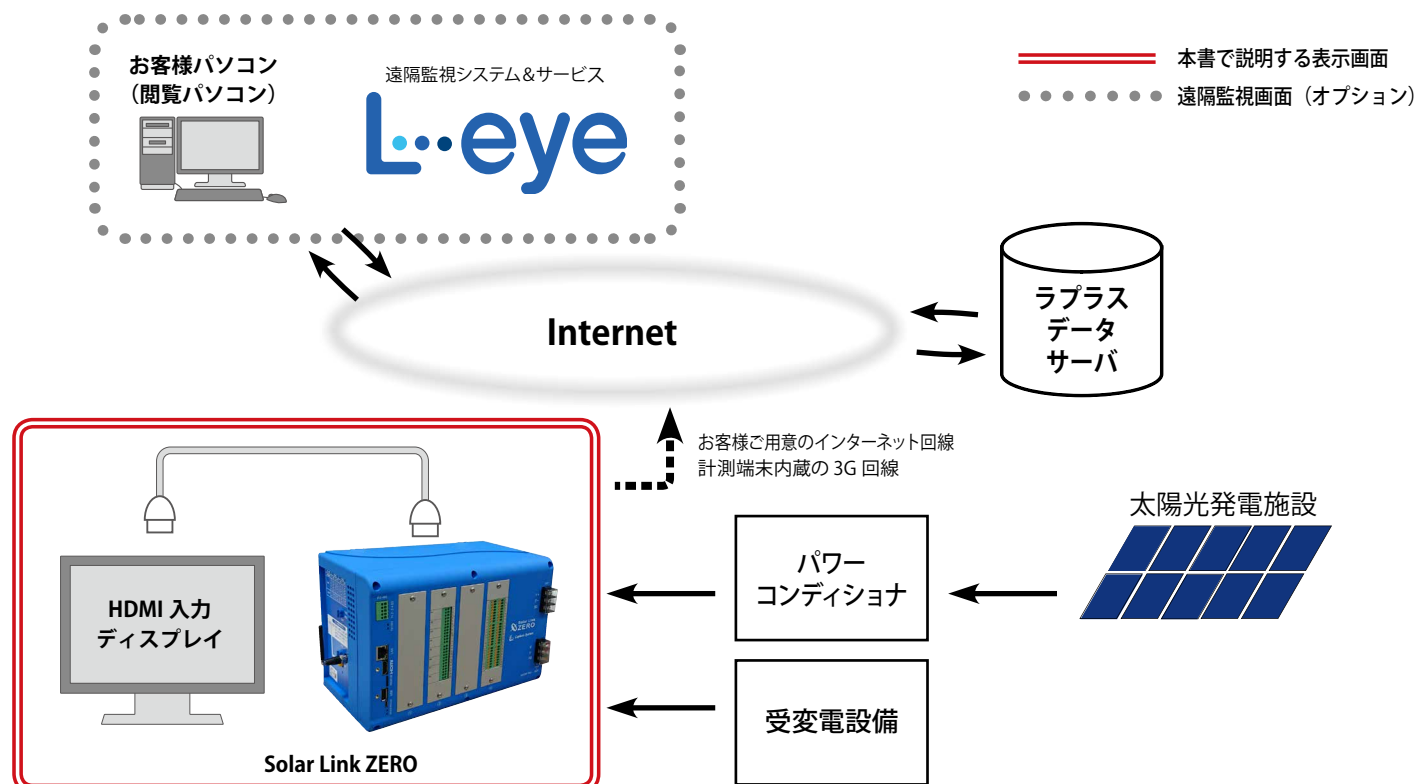 お客様パソコン
（閲覧パソコン）
遠隔監視システム＆サービス
L・・・eye
本書で説明する表示画面
遠隔監視画面（オプション）
Internet
ラプラス
データ
サーバ
お客様ご用意のインターネット回線
計測端末内蔵の 3G 回線
太陽光発電施設
パワー
コンディショナ
HDMI 入力
ディスプレイ
Solar Link
ZERO
受変電設備
Solar Link ZERO